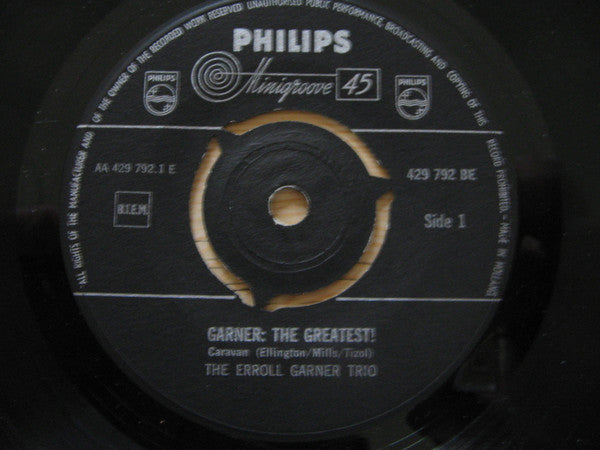 ALL RIGHTS OF THE MANUFACTURER AND OF THE OWNER OF THE RECORDED WORK RESERVED UNAUTHORISED PUBLIC PERFORMANCE, BROADCASTING AND COPYING OF THIS RECORD PROHIBITED. - MADE IN HOLLAND
PHILIPS
Minigroove 45
PHILIPS
PHILIPS
AA 429 792.1 E
429 792 BE
B.I.E.M.
Side 1
GARNER: THE GREATEST!
Caravan (Ellington/Mills/Tizol)
THE ERROLL GARNER TRIO